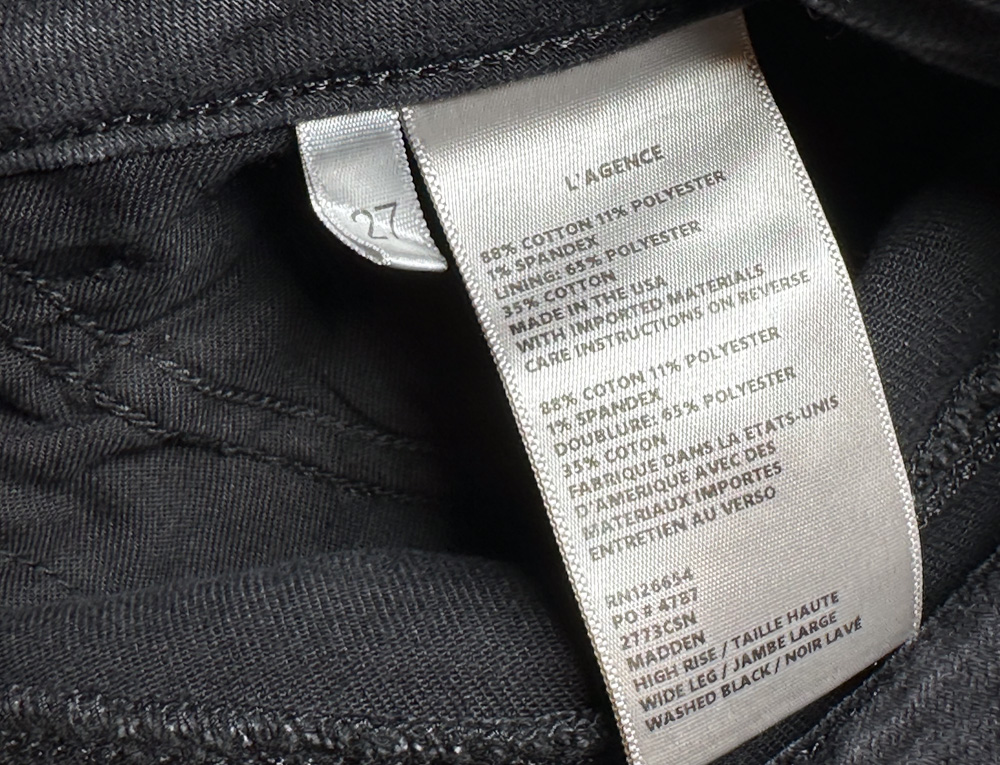 27
L'AGENCE
88% COTTON 11% POLYESTER
1% SPANDEX
LINING: 65% POLYESTER
35% COTTON
MADE IN THE USA
WITH IMPORTED MATERIALS
CARE INSTRUCTIONS ON REVERSE
88% COTON 11% POLYESTER
1% SPANDEX
DOUBLURE: 65% POLYESTER
35% COTON
FABRIQUE DANS LA ETATS-UNIS
D'AMERIQUE AVEC DES
MATERIAUX IMPORTES
ENTRETIEN AU VERSO
RN126654
PO # 4787
2773CSN
MADDEN
HIGH RISE / TAILLE HAUTE
WIDE LEG / JAMBE LARGE
WASHED BLACK / NOIR LAVÉ